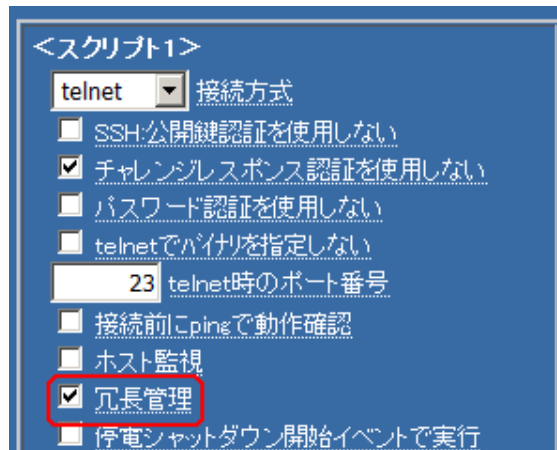 <スクリプト1>
telnet 接続方式
SSH:公開鍵認証を使用しない
チャレンジレスポンス認証を使用しない
パスワード認証を使用しない
telnetでバイナリを指定しない
23 telnet時のポート番号
接続前にpingで動作確認
ホスト監視
冗長管理
停電シャットダウン開始イベントで実行